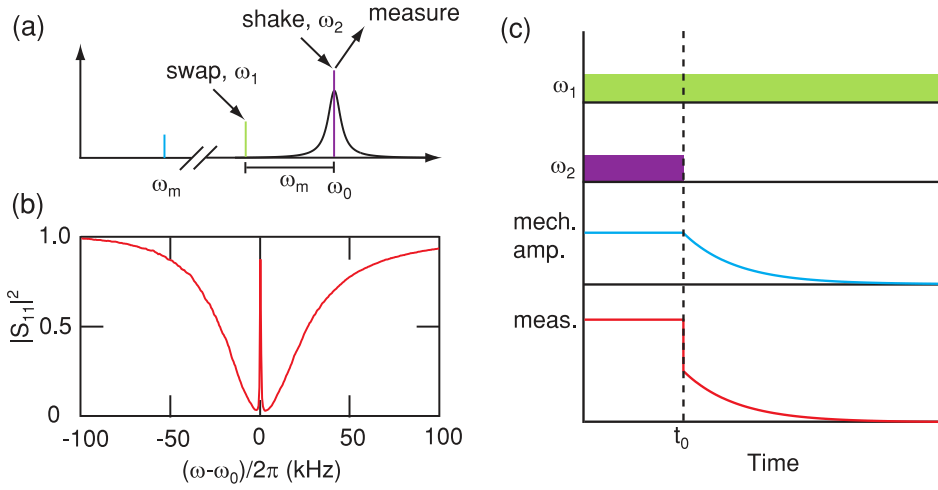 (a)
shake, ω2
measure
swap, ω1
ωm
ωm
ω0
(b)
1.0
0.5
0
|S11|²
-100
-50
0
50
100
(ω-ω0)/2π (kHz)
(c)
ω1
ω2
mech.
amp.
meas.
t0
Time